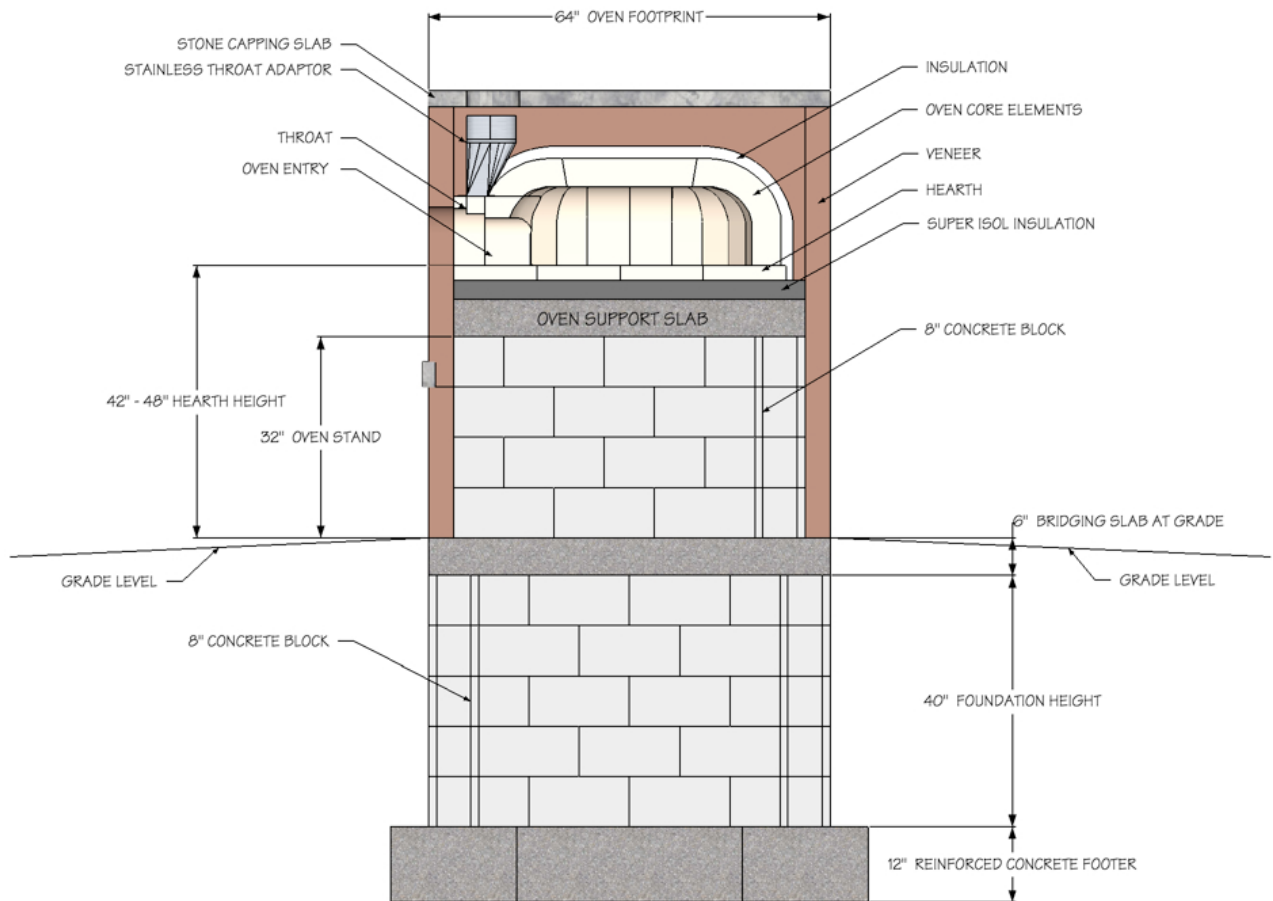 64" OVEN FOOTPRINT
STONE CAPPING SLAB
STAINLESS THROAT ADAPTOR
THROAT
OVEN ENTRY
INSULATION
OVEN CORE ELEMENTS
VENEER
HEARTH
SUPER ISOL INSULATION
OVEN SUPPORT SLAB
8" CONCRETE BLOCK
42" - 48" HEARTH HEIGHT
32" OVEN STAND
6" BRIDGING SLAB AT GRADE
GRADE LEVEL
GRADE LEVEL
8" CONCRETE BLOCK
40" FOUNDATION HEIGHT
12" REINFORCED CONCRETE FOOTER